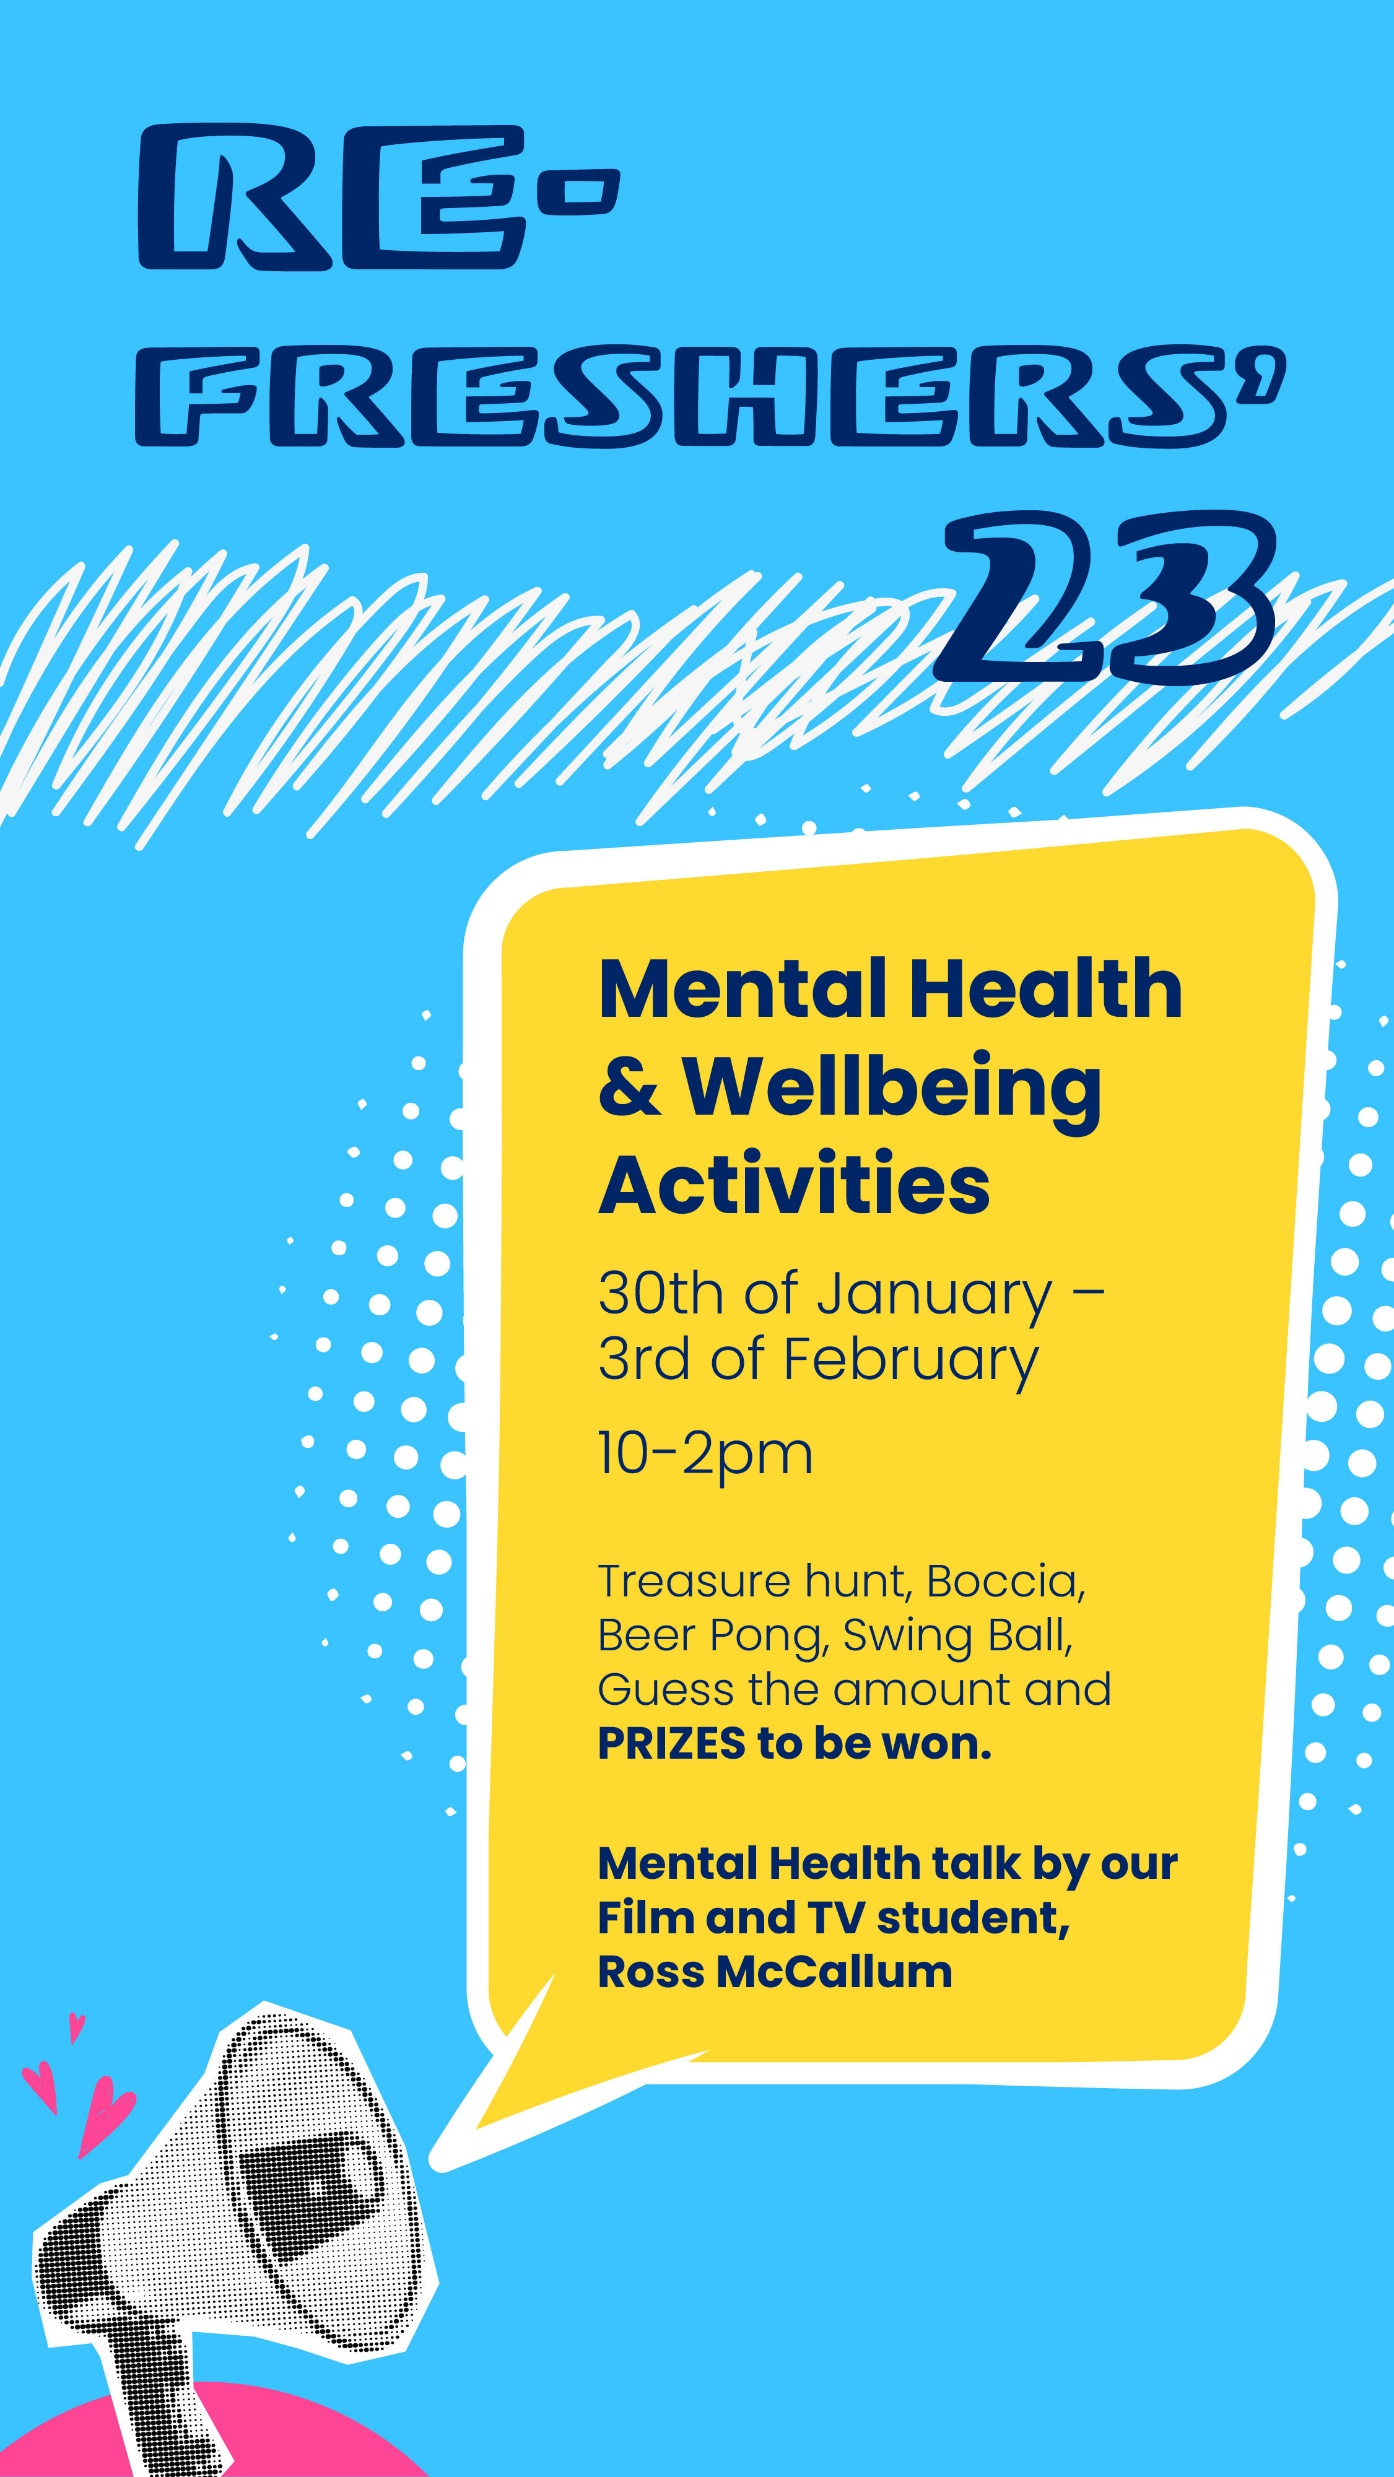 RE-
FRESHERS’
23
Mental Health
& Wellbeing
Activities
30th of January –
3rd of February
10-2pm
Treasure hunt, Boccia,
Beer Pong, Swing Ball,
Guess the amount and
PRIZES to be won.
Mental Health talk by our
Film and TV student,
Ross McCallum